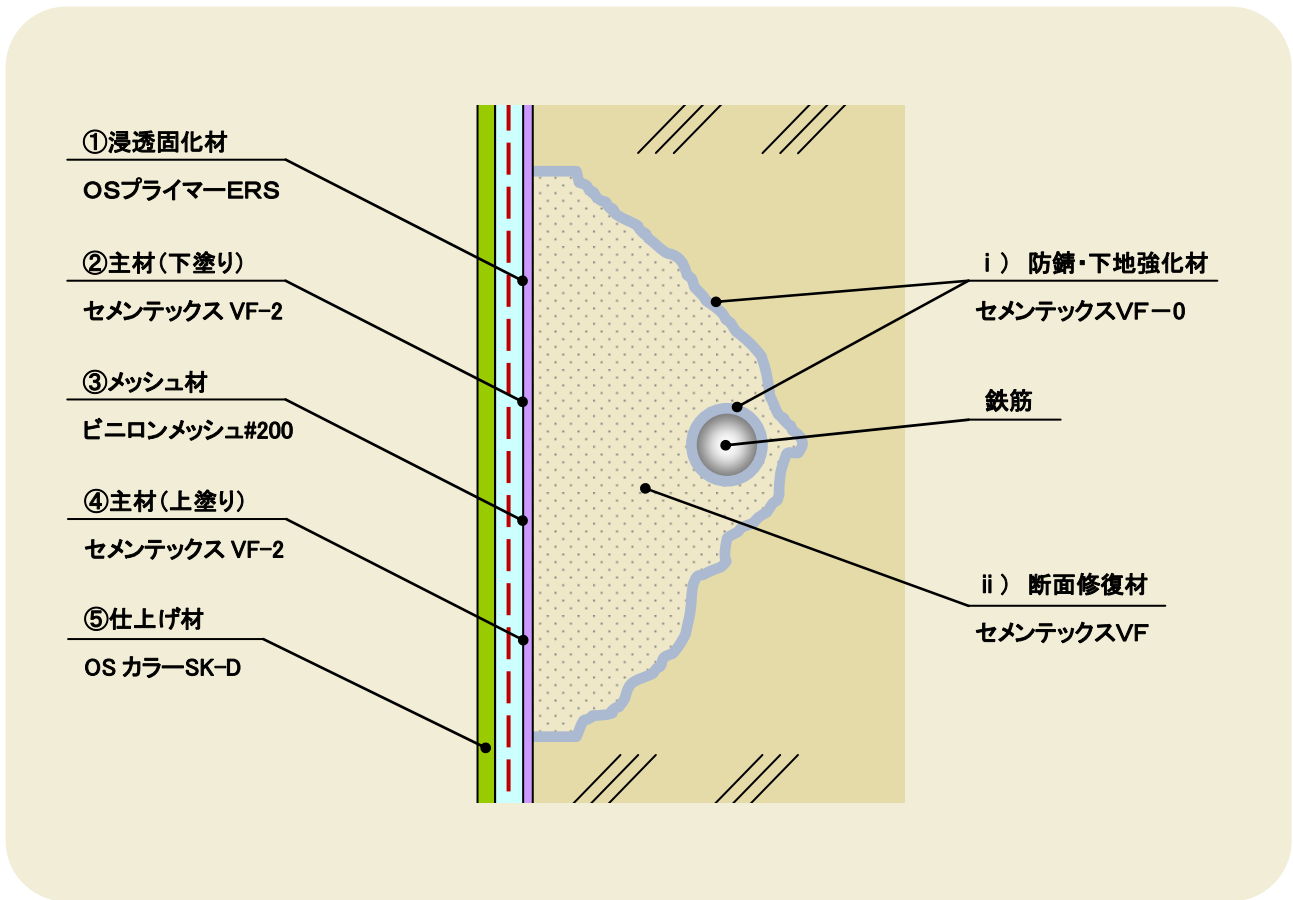 ①浸透固化材
OSプライマーERS
②主材（下塗り）
セメンテックス VF-2
③メッシュ材
ビニロンメッシュ#200
④主材（上塗り）
セメンテックス VF-2
⑤仕上げ材
OS カラーSK-D
ⅰ） 防錆・下地強化材
セメンテックスVF－0
鉄筋
ⅱ） 断面修復材
セメンテックスVF